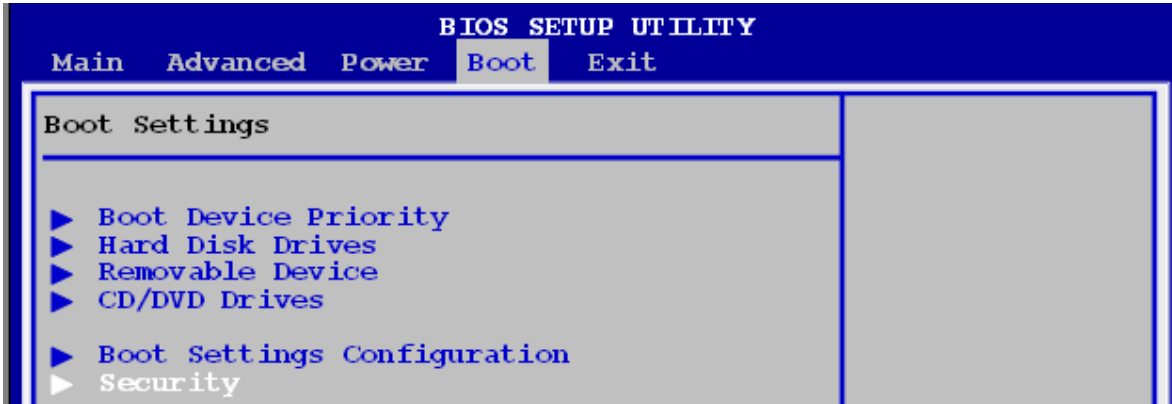 BIOS SETUP UTILITY
Main Advanced Power Boot Exit
Boot Settings
Boot Device Priority
Hard Disk Drives
Removable Device
CD/DVD Drives
Boot Settings Configuration
Security